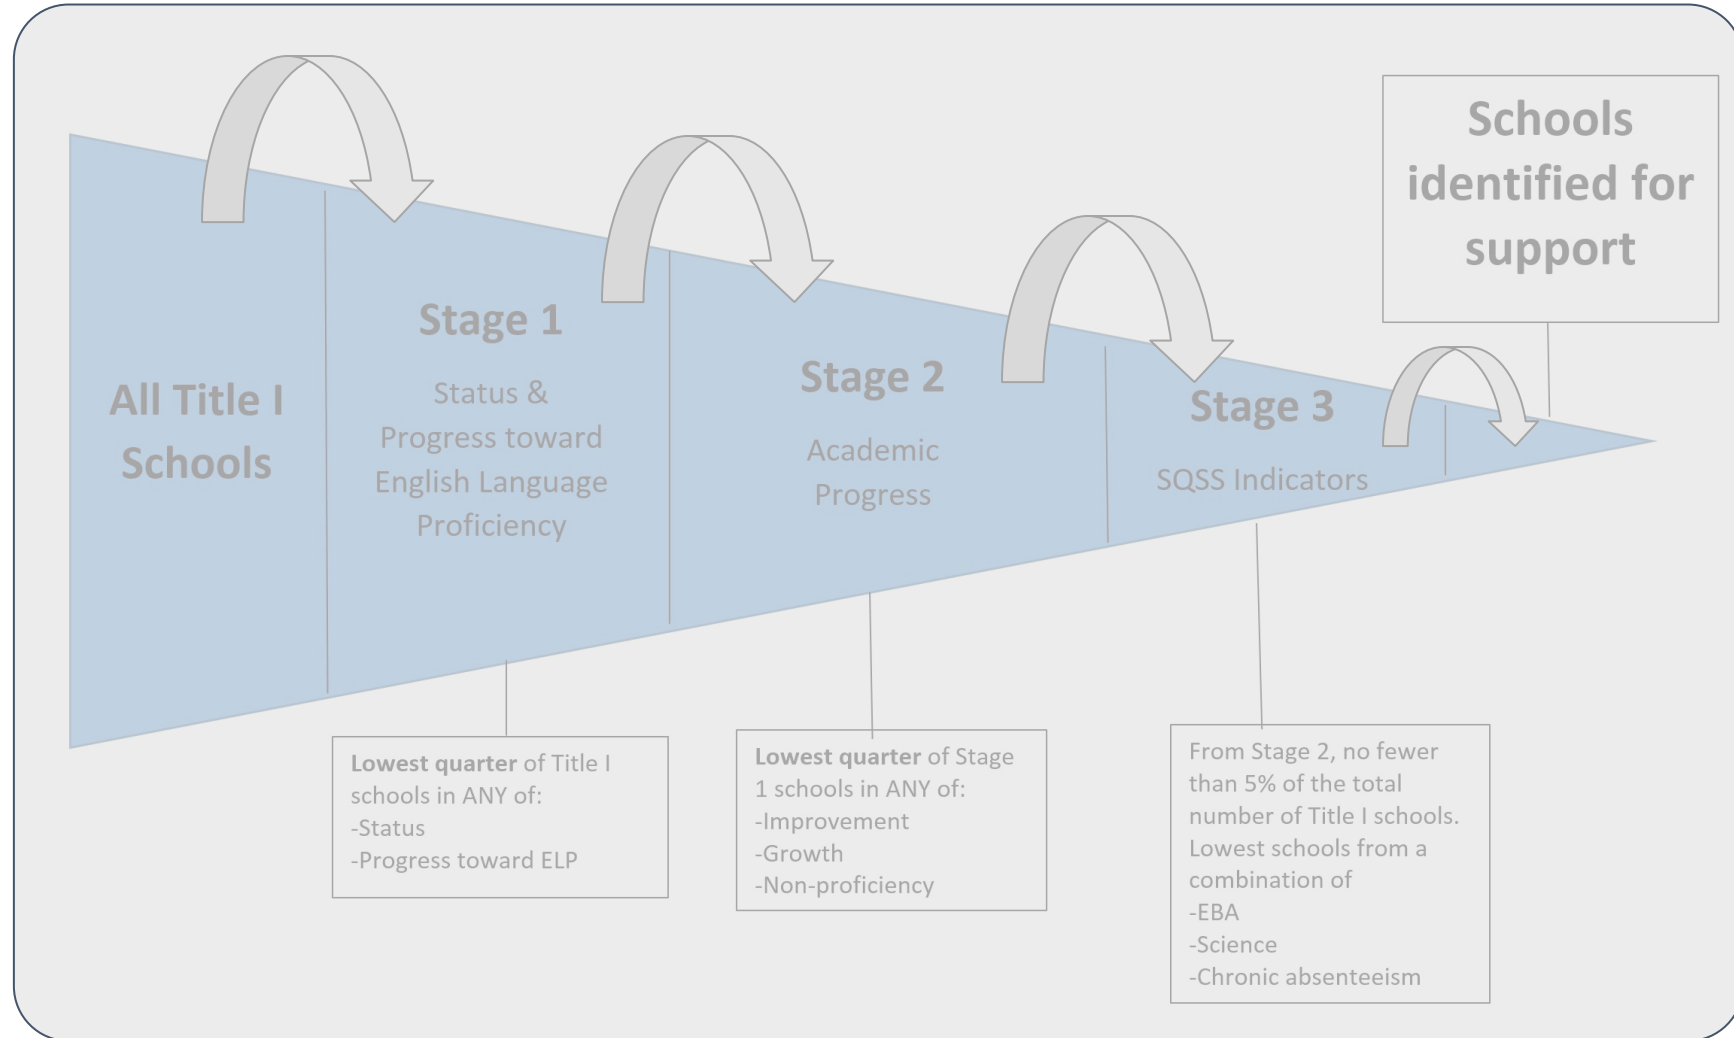 All Title I
Schools
Stage 1
Status &
Progress toward
English Language
Proficiency
Stage 2
Academic
Progress
Stage 3
SQSS Indicators
Schools
identified for
support
Lowest quarter of Title I
schools in ANY of:
-Status
-Progress toward ELP
Lowest quarter of Stage
1 schools in ANY of:
-Improvement
-Growth
-Non-proficiency
From Stage 2, no fewer
than 5% of the total
number of Title I schools.
Lowest schools from a
combination of
-EBA
-Science
-Chronic absenteeism